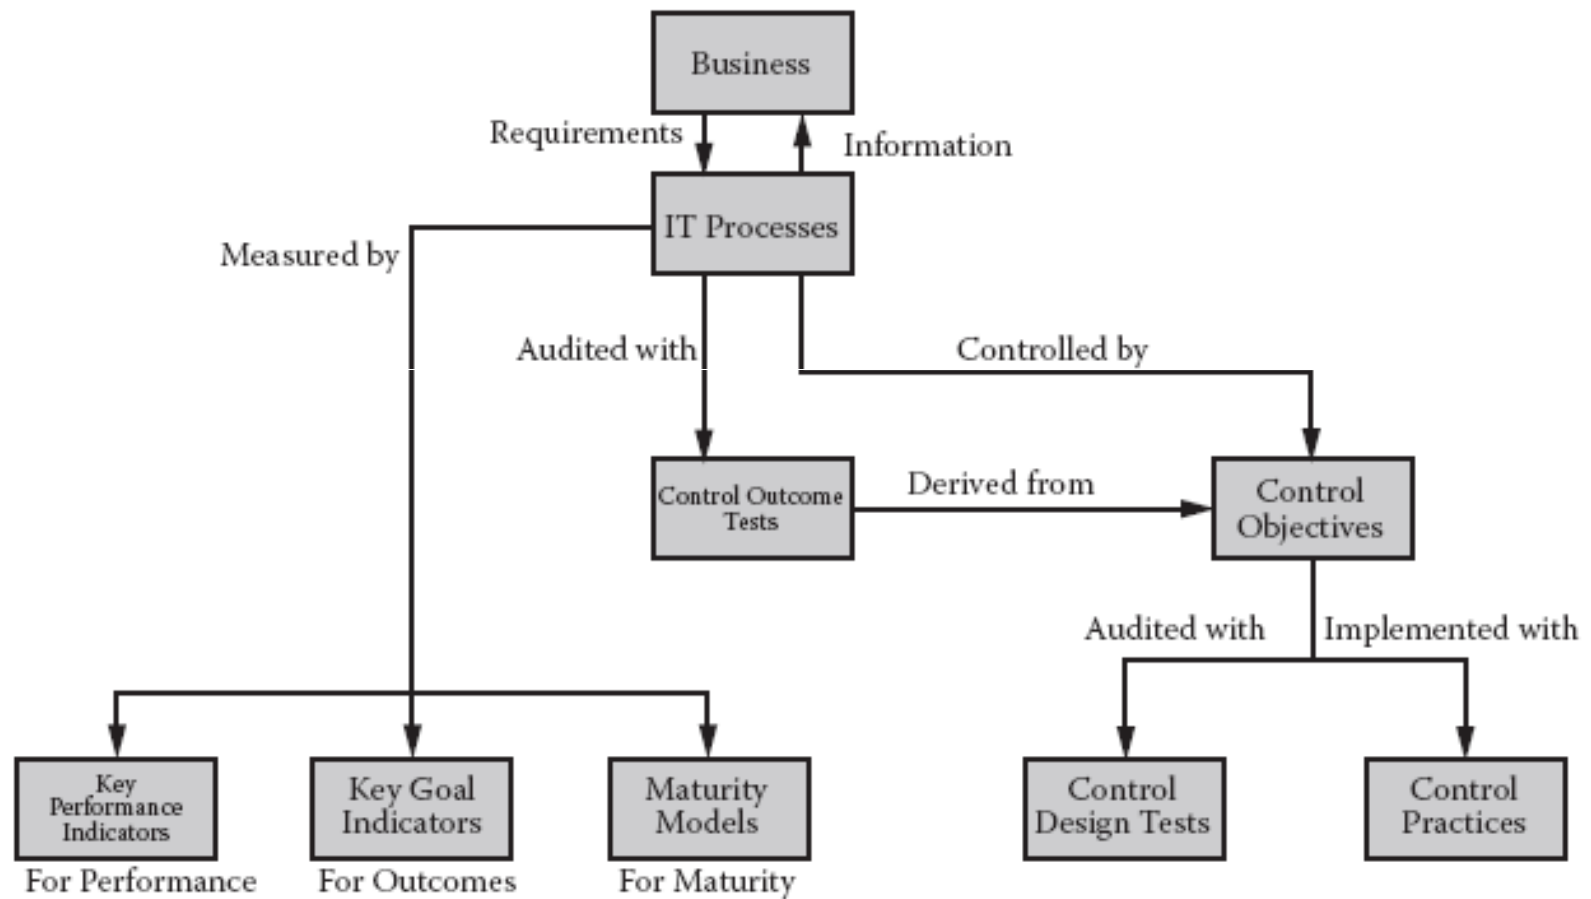 Business
Requirements
Information
IT Processes
Measured by
Audited with
Controlled by
Control Outcome
Tests
Derived from
Control
Objectives
Audited with
Implemented with
Key
Performance
Indicators
For Performance
Key Goal
Indicators
For Outcomes
Maturity
Models
For Maturity
Control
Design Tests
Control
Practices